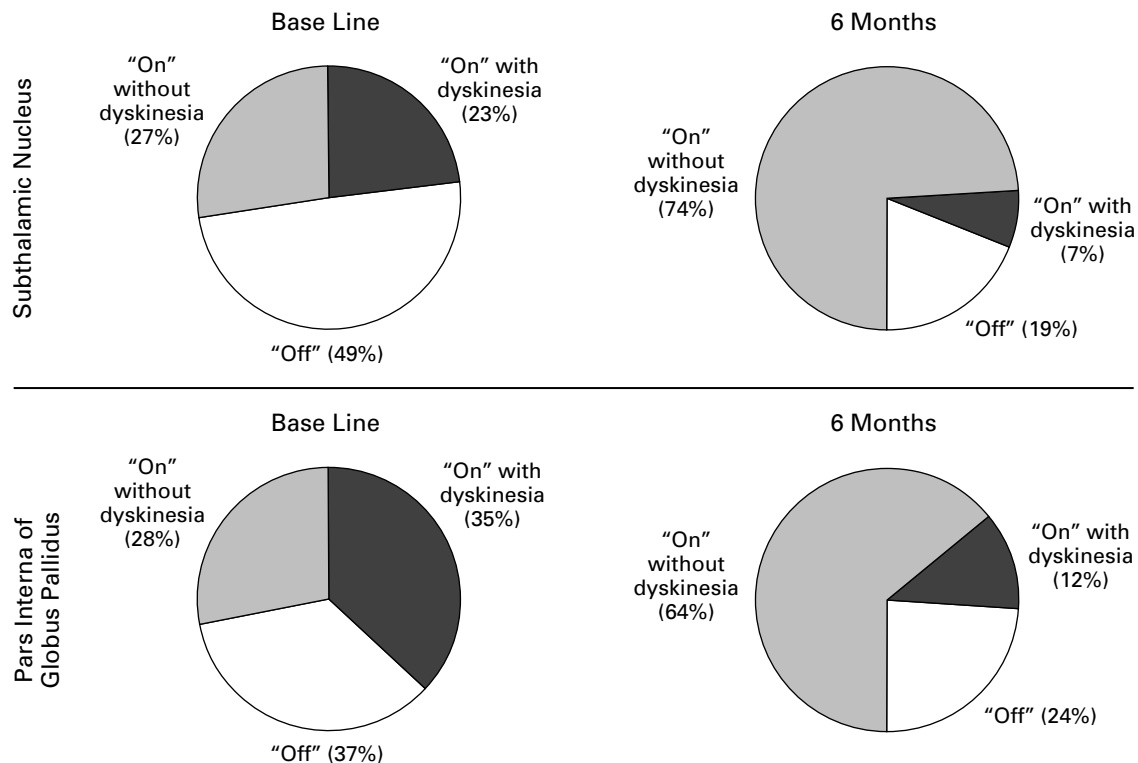 Subthalamic Nucleus
Base Line
“On”
without
dyskinesia
(27%)
“On” with
dyskinesia
(23%)
“Off” (49%)
6 Months
“On”
without
dyskinesia
(74%)
“On” with
dyskinesia
(7%)
“Off” (19%)
Pars Interna of
Globus Pallidus
Base Line
“On”
without
dyskinesia
(28%)
“On” with
dyskinesia
(35%)
“Off” (37%)
6 Months
“On”
without
dyskinesia
(64%)
“On” with
dyskinesia
(12%)
“Off” (24%)